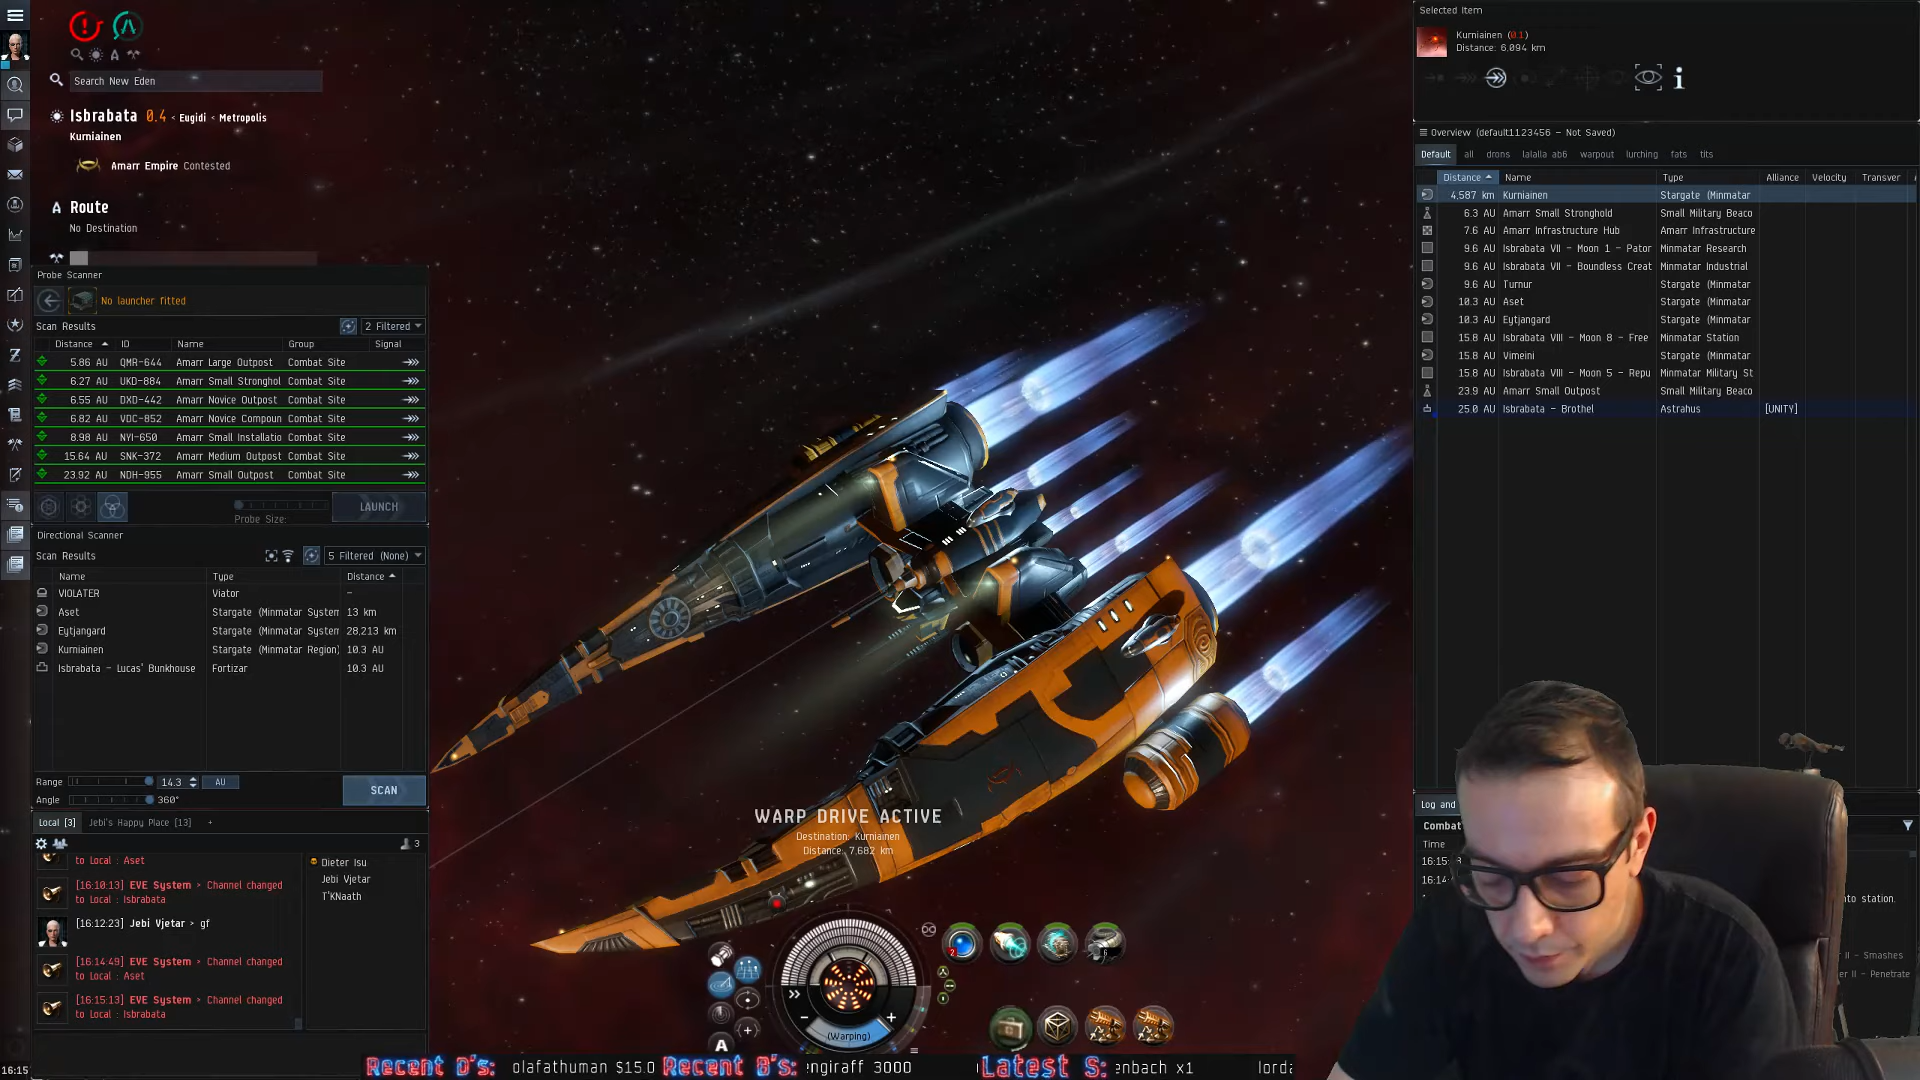 Search New Eden
Isbrabata 0.4 < Eugidi < Metropolis
Kurniainen
Amarr Empire Contested
A Route
No Destination
Probe Scanner
No launcher fitted
Scan Results
2 Filtered
Distance ID Name Group Signal
5.86 AU QMR-644 Amarr Large Outpost Combat Site
6.27 AU UKD-884 Amarr Small Stronghol Combat Site
6.55 AU DXD-442 Amarr Novice Outpost Combat Site
6.82 AU VDC-852 Amarr Novice Compoun Combat Site
8.98 AU NYI-650 Amarr Small Installatio Combat Site
15.64 AU SNK-372 Amarr Medium Outpost Combat Site
23.92 AU NDH-955 Amarr Small Outpost Combat Site
Probe Size:
LAUNCH
Directional Scanner
Scan Results
5 Filtered (None)
Name Type Distance
VIOLATER Viator -
Aset Stargate (Minmatar System 13 km
Eytjangard Stargate (Minmatar System 28,213 km
Kurniainen Stargate (Minmatar Region) 10.3 AU
Isbrabata - Lucas' Bunkhouse Fortizar 10.3 AU
Range 14.3 AU
Angle 360°
SCAN
Local [3] Jebi's Happy Place [13] +
3
to Local : Aset
[16:10:13] EVE System > Channel changed
to Local : Isbrabata
[16:12:23] Jebi Vjetar > gf
[16:14:49] EVE System > Channel changed
to Local : Aset
[16:15:13] EVE System > Channel changed
to Local : Isbrabata
Dieter Isu
Jebi Vjetar
T'KNaath
16:15
WARP DRIVE ACTIVE
Destination: Kurniainen
Distance: 7,682 km
(Warping)
A
2
6
Recent D's: olafathuman $15.0 Recent B's: engiraff 3000 Latest S: enbach x1 lorda
Selected Item
Kurniainen (0.1)
Distance: 6,094 km
Overview (default1123456 - Not Saved)
Default all drons lalalla ab6 warpout lurching fats tits
Distance Name Type Alliance Velocity Transver
4,587 km Kurniainen Stargate (Minmatar
6.3 AU Amarr Small Stronghold Small Military Beaco
7.6 AU Amarr Infrastructure Hub Amarr Infrastructure
9.6 AU Isbrabata VII - Moon 1 - Pator Minmatar Research
9.6 AU Isbrabata VII - Boundless Creat Minmatar Industrial
9.6 AU Turnur Stargate (Minmatar
10.3 AU Aset Stargate (Minmatar
10.3 AU Eytjangard Stargate (Minmatar
15.8 AU Isbrabata VIII - Moon 8 - Free Minmatar Station
15.8 AU Vimeini Stargate (Minmatar
15.8 AU Isbrabata VIII - Moon 5 - Repu Minmatar Military St
23.9 AU Amarr Small Outpost Small Military Beaco
25.0 AU Isbrabata - Brothel Astrahus [UNITY]
Log and
Combat
Time
to station.
II - Smashes
II - Penetrate